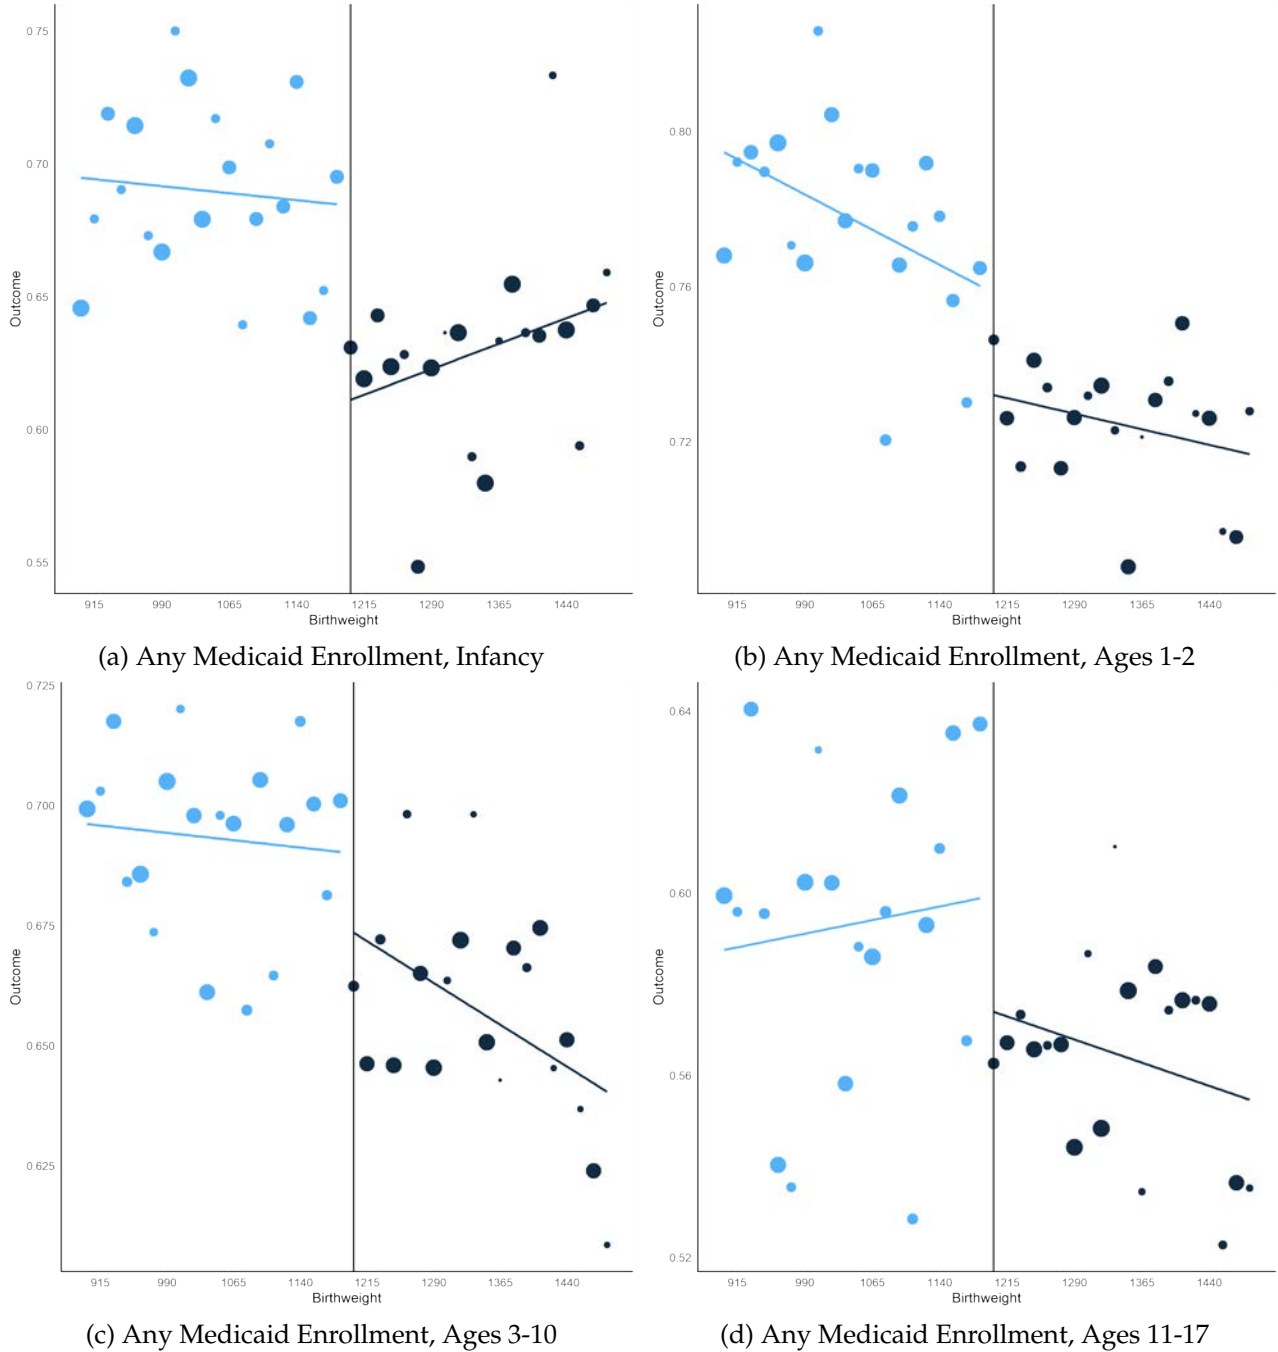 0.75
0.70
0.65
0.60
0.55
Outcome
915 990 1065 1140 1215 1290 1365 1440
Birthweight
(a) Any Medicaid Enrollment, Infancy
0.80
0.76
0.72
Outcome
915 990 1065 1140 1215 1290 1365 1440
Birthweight
(b) Any Medicaid Enrollment, Ages 1-2
0.725
0.700
0.675
0.650
0.625
Outcome
915 990 1065 1140 1215 1290 1365 1440
Birthweight
(c) Any Medicaid Enrollment, Ages 3-10
0.64
0.60
0.56
0.52
Outcome
915 990 1065 1140 1215 1290 1365 1440
Birthweight
(d) Any Medicaid Enrollment, Ages 11-17